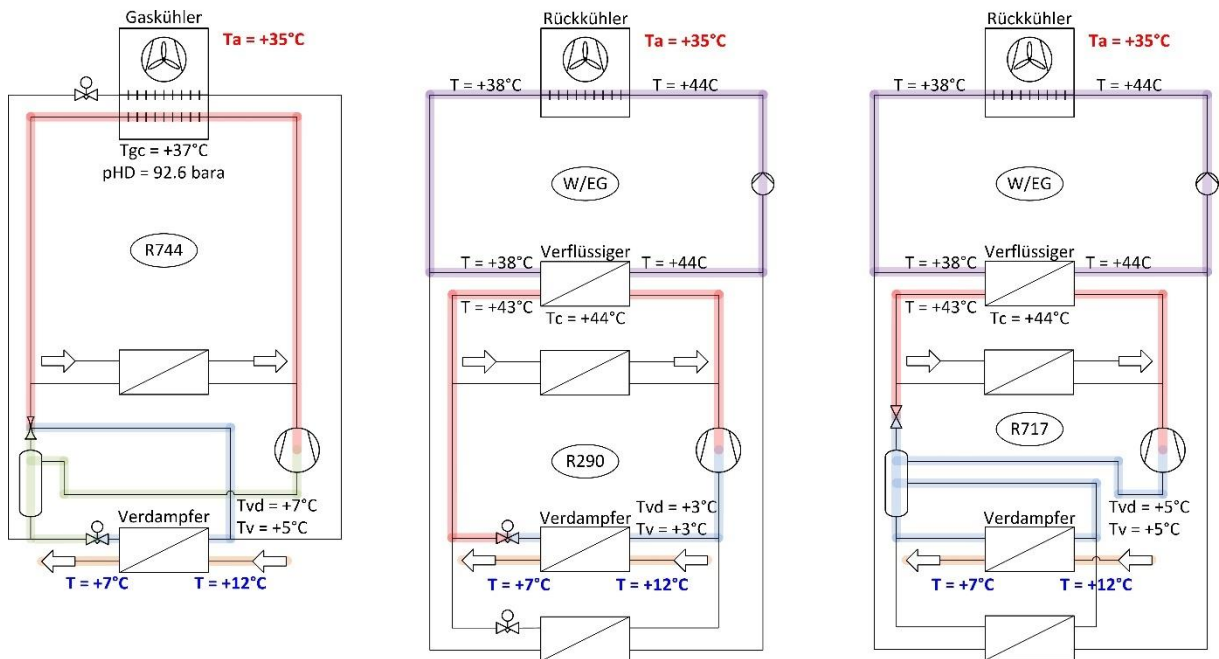 Gaskühler
Ta = +35°C
Tgc = +37°C
pHD = 92.6 bara
R744
Tvd = +7°C
Tv = +5°C
Verdampfer
T = +7°C
T = +12°C
Rückkühler
Ta = +35°C
T = +38°C
T = +44C
W/EG
Verflüssiger
T = +38°C
T = +44C
T = +43°C
Tc = +44°C
R290
Tvd = +3°C
Verdampfer
Tv = +3°C
T = +7°C
T = +12°C
Rückkühler
Ta = +35°C
T = +38°C
T = +44C
W/EG
Verflüssiger
T = +38°C
T = +44C
T = +43°C
Tc = +44°C
R717
Tvd = +5°C
Verdampfer
Tv = +5°C
T = +7°C
T = +12°C